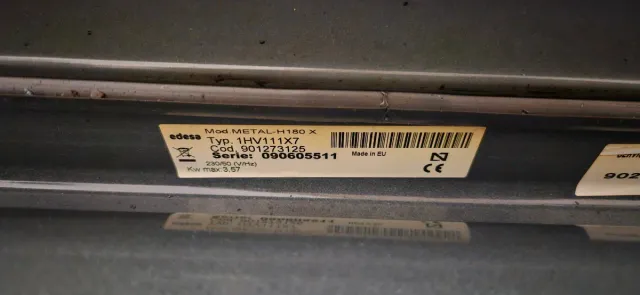 edesa
Mod METAL-H180 X
Typ. 1HV111X7
Cod 901273125
Serie: 090605511
230/50 (V/Hz)
Kw max:3,57
Made in EU
CE
902